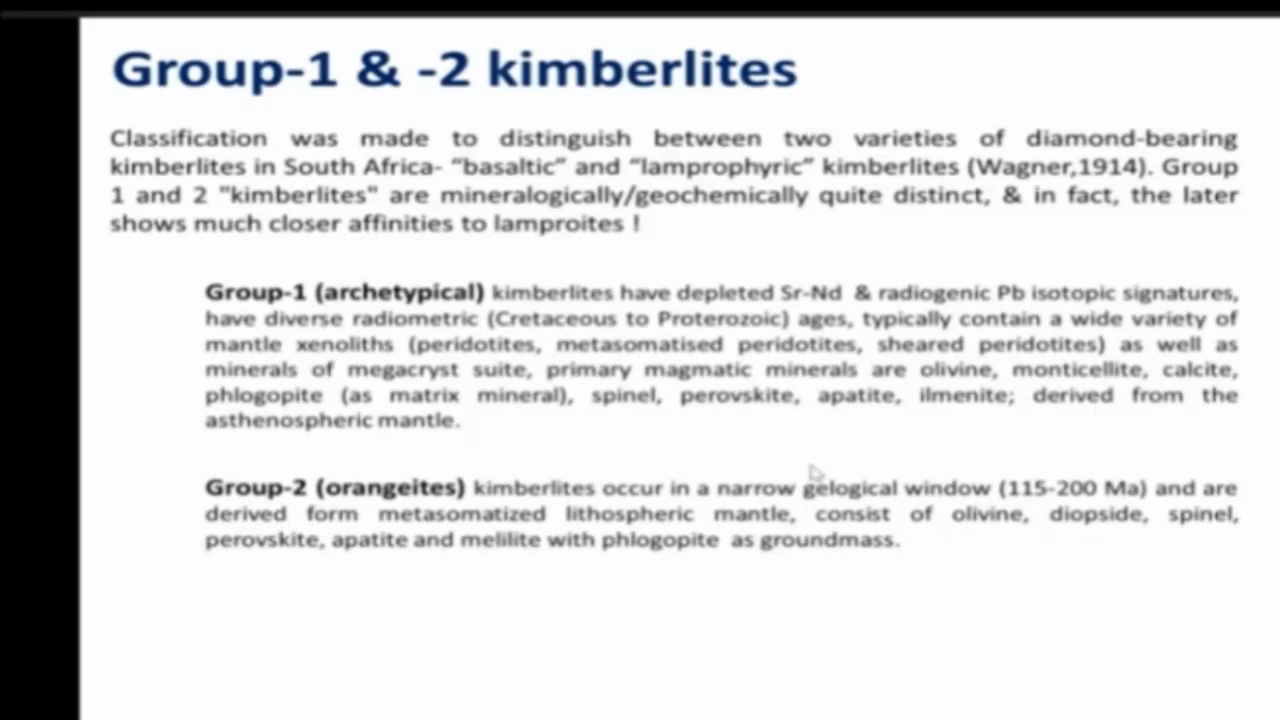 Group-1 & -2 kimberlites
Classification was made to distinguish between two varieties of diamond-bearing
kimberlites in South Africa- “basaltic” and “lamprophyric” kimberlites (Wagner,1914). Group
1 and 2 "kimberlites" are mineralogically/geochemically quite distinct, & in fact, the later
shows much closer affinities to lamproites !
Group-1 (archetypical) kimberlites have depleted Sr-Nd & radiogenic Pb isotopic signatures,
have diverse radiometric (Cretaceous to Proterozoic) ages, typically contain a wide variety of
mantle xenoliths (peridotites, metasomatised peridotites, sheared peridotites) as well as
minerals of megacryst suite, primary magmatic minerals are olivine, monticellite, calcite,
phlogopite (as matrix mineral), spinel, perovskite, apatite, ilmenite; derived from the
asthenospheric mantle.
Group-2 (orangeites) kimberlites occur in a narrow gelogical window (115-200 Ma) and are
derived form metasomatized lithospheric mantle, consist of olivine, diopside, spinel,
perovskite, apatite and melilite with phlogopite as groundmass.